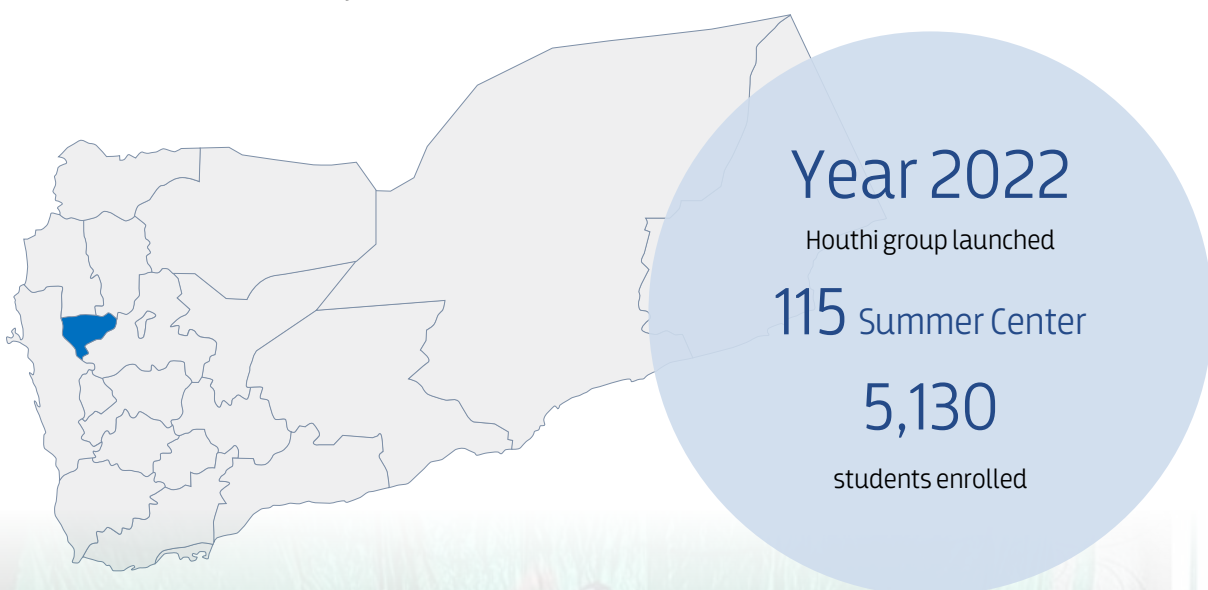 Year 2022
Houthi group launched
115 Summer Center
5,130
students enrolled